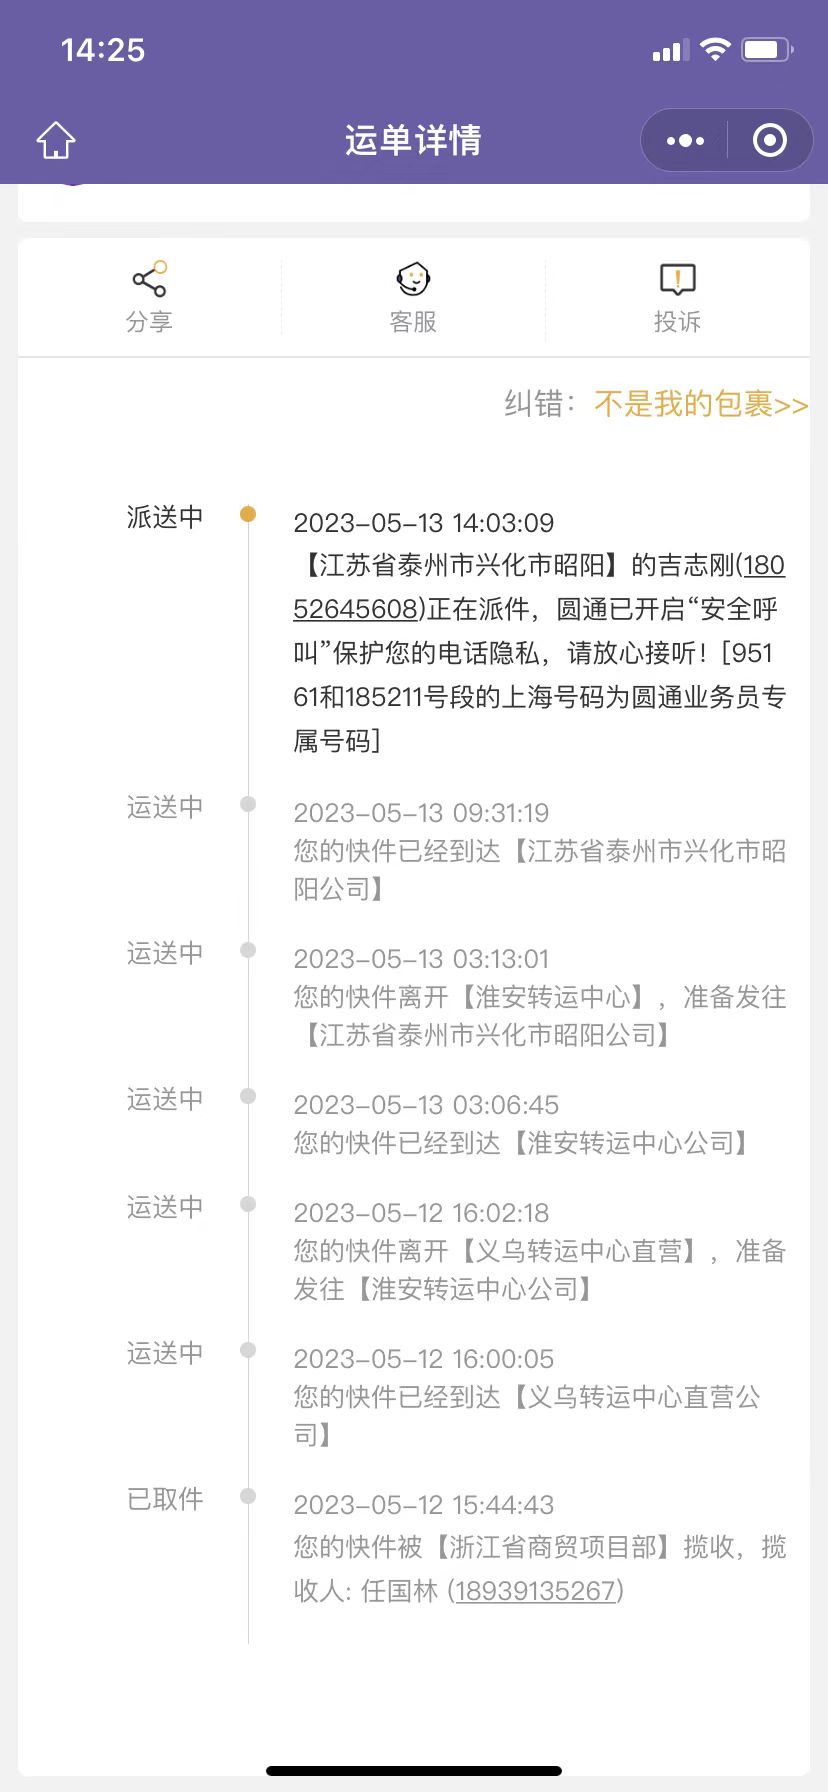 14:25
运单详情
分享
客服
投诉
纠错：不是我的包裹>>
派送中
2023-05-13 14:03:09
【江苏省泰州市兴化市昭阳】的吉志刚(180
52645608)正在派件，圆通已开启“安全呼
叫”保护您的电话隐私，请放心接听！[951
61和185211号段的上海号码为圆通业务员专
属号码]
运送中
2023-05-13 09:31:19
您的快件已经到达【江苏省泰州市兴化市昭
阳公司】
运送中
2023-05-13 03:13:01
您的快件离开【淮安转运中心】，准备发往
【江苏省泰州市兴化市昭阳公司】
运送中
2023-05-13 03:06:45
您的快件已经到达【淮安转运中心公司】
运送中
2023-05-12 16:02:18
您的快件离开【义乌转运中心直营】，准备
发往【淮安转运中心公司】
运送中
2023-05-12 16:00:05
您的快件已经到达【义乌转运中心直营公
司】
已取件
2023-05-12 15:44:43
您的快件被【浙江省商贸项目部】揽收，揽
收人: 任国林 (18939135267)